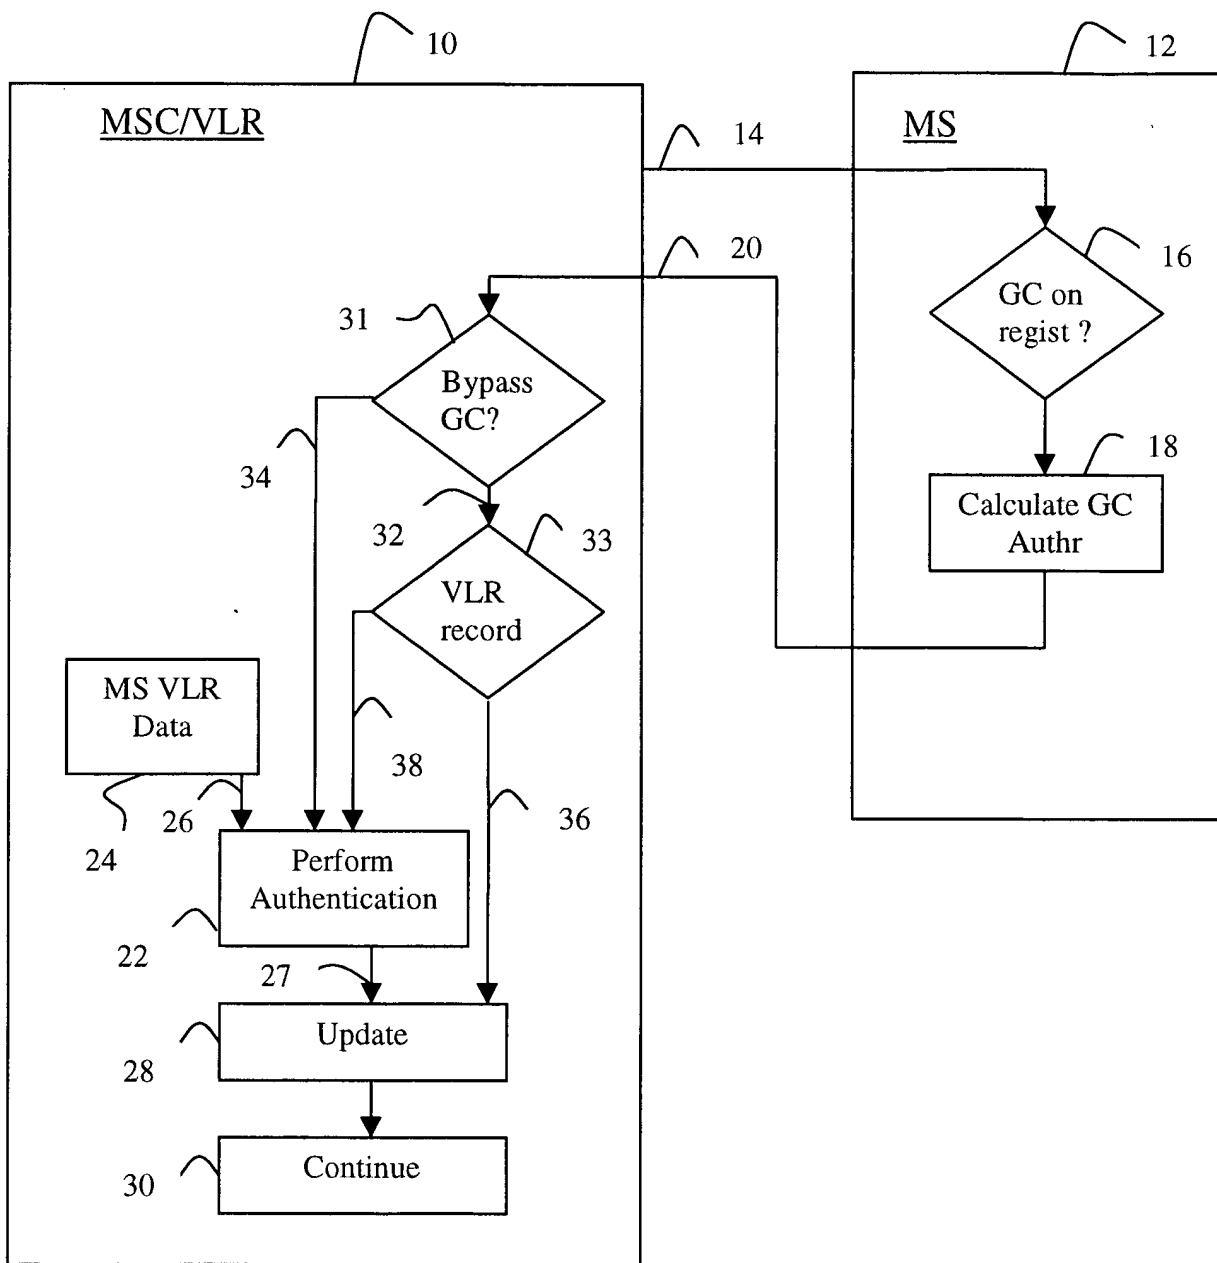 10
12
MSC/VLR
MS
14
16
20
GC on
regist ?
31
Bypass
GC?
18
34
Calculate GC
Authr
32
33
VLR
record
MS VLR
Data
38
26
36
24
Perform
Authentication
22
27
Update
28
Continue
30